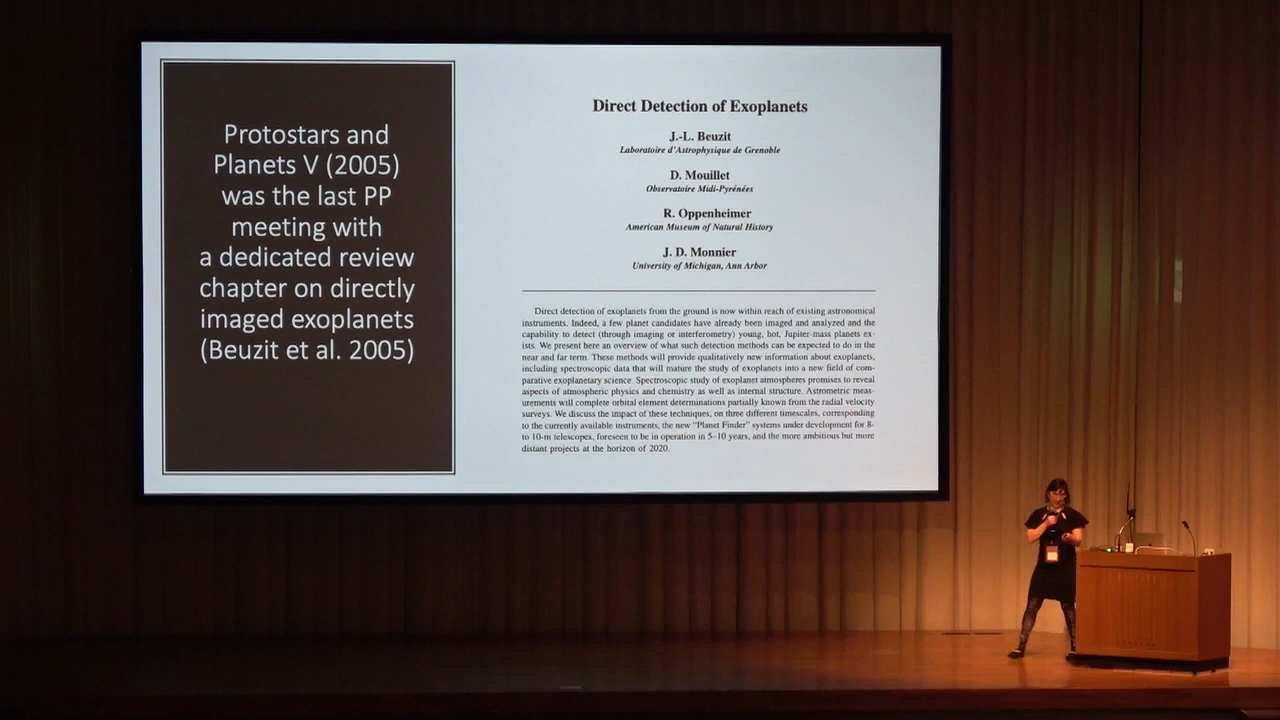 Protostars and
Planets V (2005)
was the last PP
meeting with
a dedicated review
chapter on directly
imaged exoplanets
(Beuzit et al. 2005)
Direct Detection of Exoplanets
J.-L. Beuzit
Laboratoire d'Astrophysique de Grenoble
D. Mouillet
Observatoire Midi-Pyrénées
R. Oppenheimer
American Museum of Natural History
J. D. Monnier
University of Michigan, Ann Arbor
Direct detection of exoplanets from the ground is now within reach of existing astronomical
instruments. Indeed, a few planet candidates have already been imaged and analyzed and the
capability to detect (through imaging or interferometry) young, hot, Jupiter-mass planets ex-
ists. We present here an overview of what such detection methods can be expected to do in the
near and far term. These methods will provide qualitatively new information about exoplanets,
including spectroscopic data that will mature the study of exoplanets into a new field of com-
parative exoplanetary science. Spectroscopic study of exoplanet atmospheres promises to reveal
aspects of atmospheric physics and chemistry as well as internal structure. Astrometric meas-
urements will complete orbital element determinations partially known from the radial velocity
surveys. We discuss the impact of these techniques, on three different timescales, corresponding
to the currently available instruments, the new "Planet Finder" systems under development for 8-
to 10-m telescopes, foreseen to be in operation in 5–10 years, and the more ambitious but more
distant projects at the horizon of 2020.